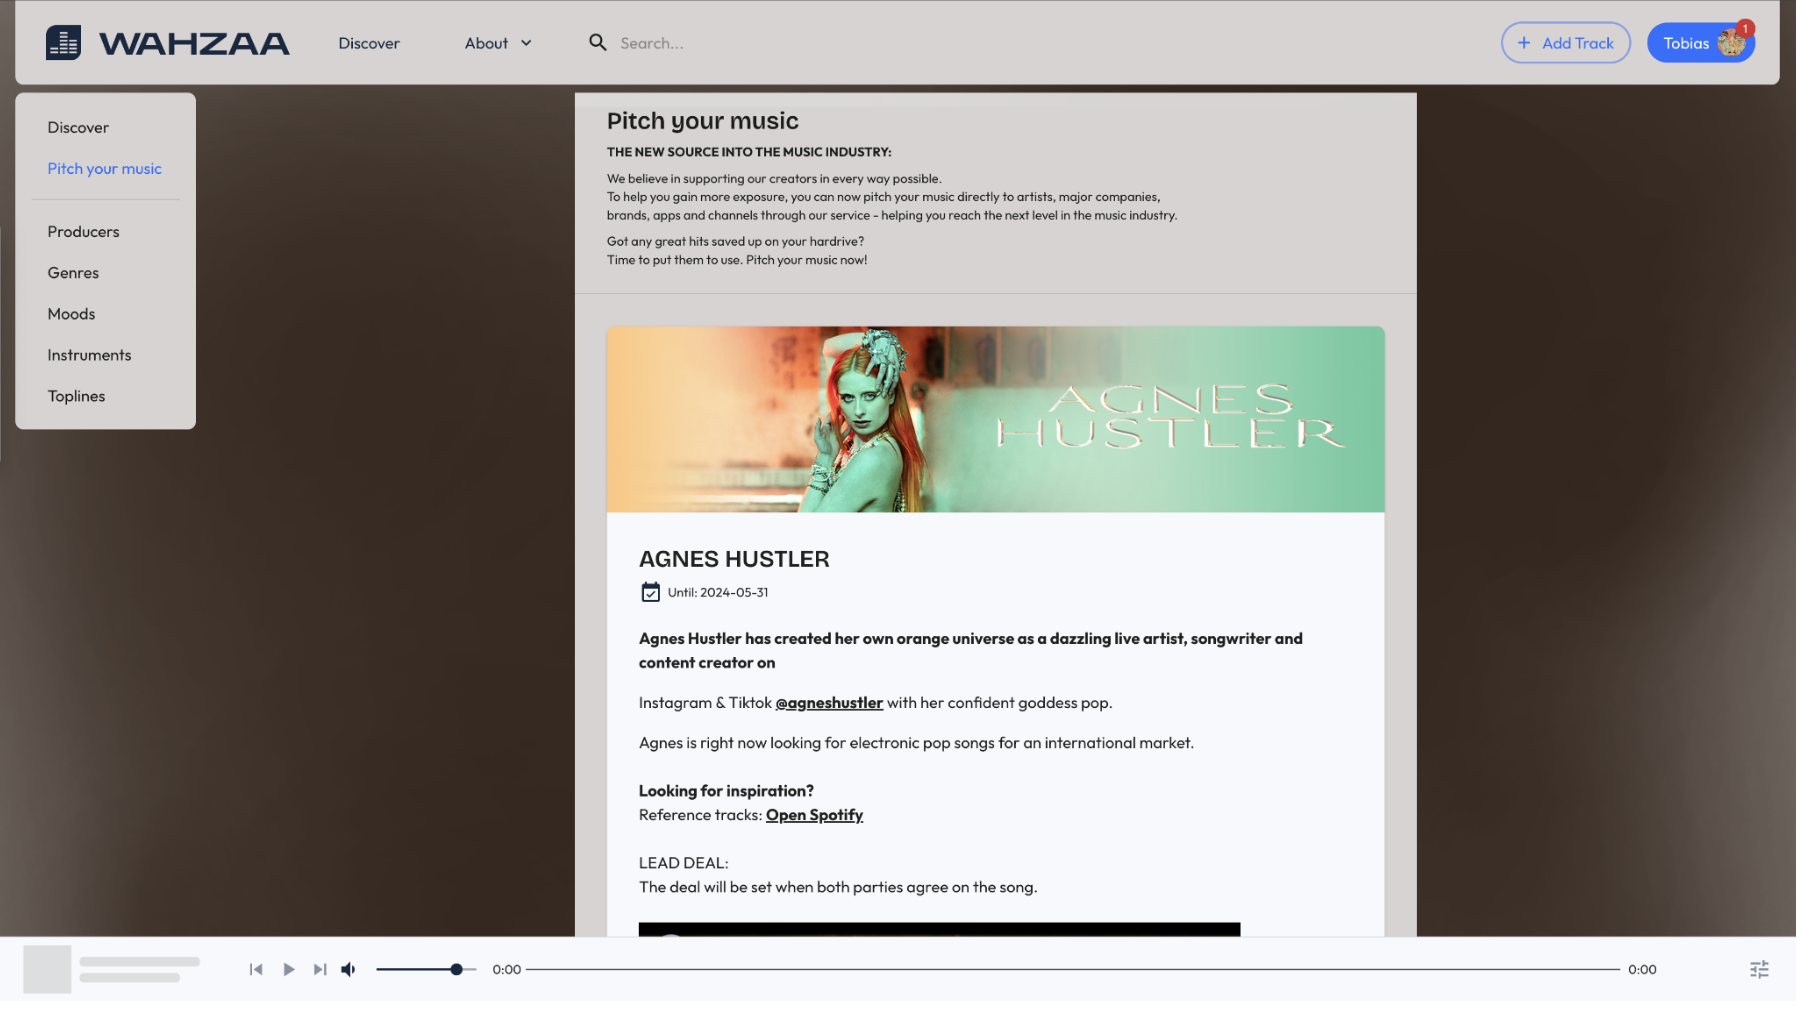 WAHZAA
Discover
About
Search...
+ Add Track
Tobias
1
Discover
Pitch your music
Producers
Genres
Moods
Instruments
Toplines
Pitch your music
THE NEW SOURCE INTO THE MUSIC INDUSTRY:
We believe in supporting our creators in every way possible.
To help you gain more exposure, you can now pitch your music directly to artists, major companies,
brands, apps and channels through our service - helping you reach the next level in the music industry.
Got any great hits saved up on your hardrive?
Time to put them to use. Pitch your music now!
AGNES
HUSTLER
AGNES HUSTLER
Until: 2024-05-31
Agnes Hustler has created her own orange universe as a dazzling live artist, songwriter and
content creator on
Instagram & Tiktok @agneshustler with her confident goddess pop.
Agnes is right now looking for electronic pop songs for an international market.
Looking for inspiration?
Reference tracks: Open Spotify
LEAD DEAL:
The deal will be set when both parties agree on the song.
0:00
0:00